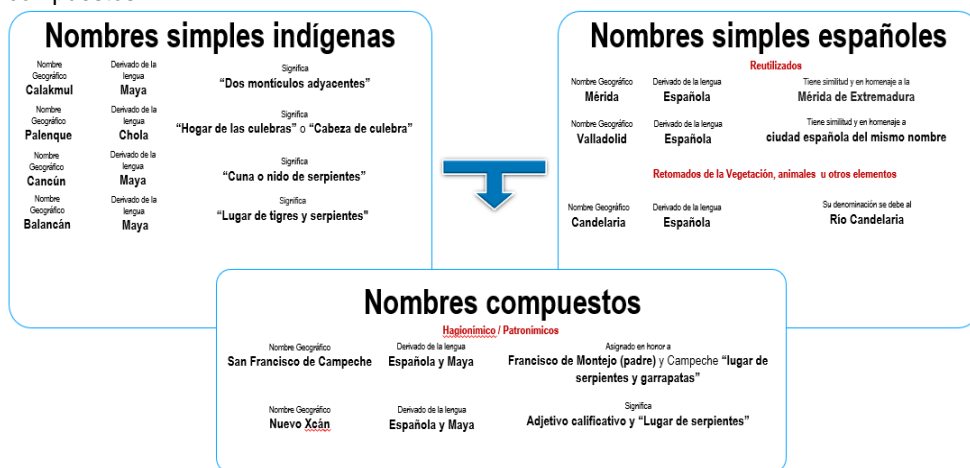 Nombres simples indígenas
Nombre Geográfico
Calakmul
Derivado de la lengua
Maya
Significa
“Dos montículos adyacentes”
Nombre Geográfico
Palenque
Derivado de la lengua
Chola
Significa
“Hogar de las culebras” o “Cabeza de culebra”
Nombre Geográfico
Cancún
Derivado de la lengua
Maya
Significa
“Cuna o nido de serpientes”
Nombre Geográfico
Balancán
Derivado de la lengua
Maya
Significa
“Lugar de tigres y serpientes”
Nombres simples españoles
Reutilizados
Nombre Geográfico
Mérida
Derivado de la lengua
Española
Tiene similitud y en homenaje a la
Mérida de Extremadura
Nombre Geográfico
Valladolid
Derivado de la lengua
Española
Tiene similitud y en homenaje a
ciudad española del mismo nombre
Retomados de la Vegetación, animales u otros elementos
Nombre Geográfico
Candelaria
Derivado de la lengua
Española
Su denominación se debe al
Río Candelaria
Nombres compuestos
Hagionímico / Patronímicos
Nombre Geográfico
San Francisco de Campeche
Derivado de la lengua
Española y Maya
Asignado en honor a
Francisco de Montejo (padre) y Campeche “lugar de
serpientes y garrapatas”
Nombre Geográfico
Nuevo Xcán
Derivado de la lengua
Española y Maya
Significa
Adjetivo calificativo y “Lugar de serpientes”